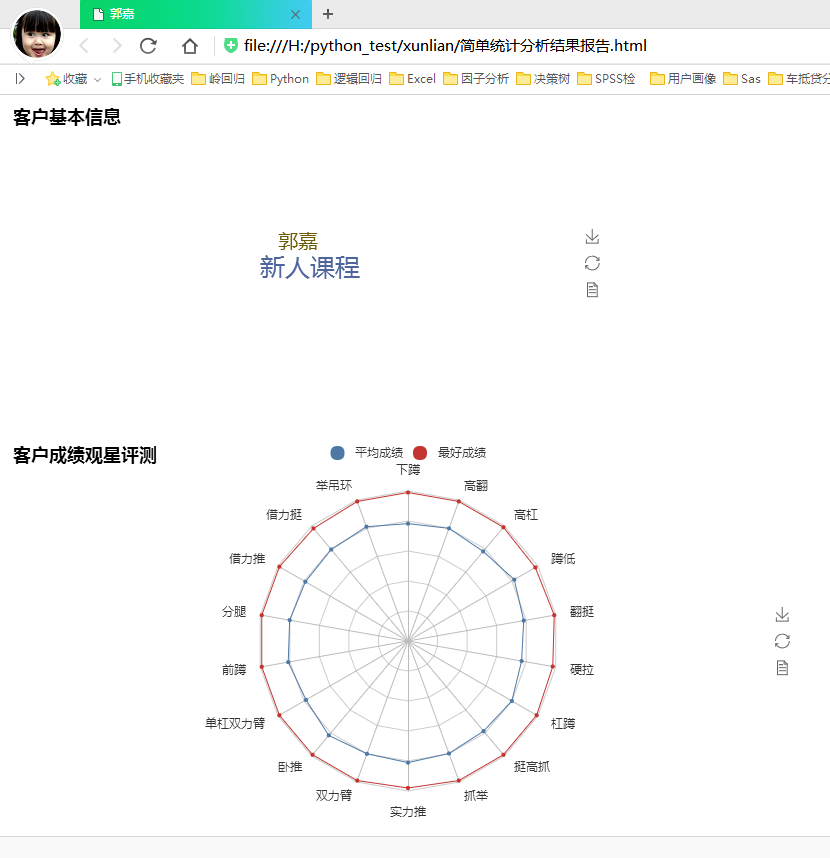 郭嘉
file:///H:/python_test/xunlian/简单统计分析结果报告.html
收藏 手机收藏夹 岭回归 Python 逻辑回归 Excel 因子分析 决策树 SPSS检 用户画像 Sas 车抵贷分
客户基本信息
郭嘉
新人课程
客户成绩观星评测
平均成绩 最好成绩
下蹲
举吊环 高翻
借力挺 高杠
借力推 蹲低
分腿 翻挺
前蹲 硬拉
单杠双力臂 杠蹲
卧推 挺高抓
双力臂 抓举
实力推